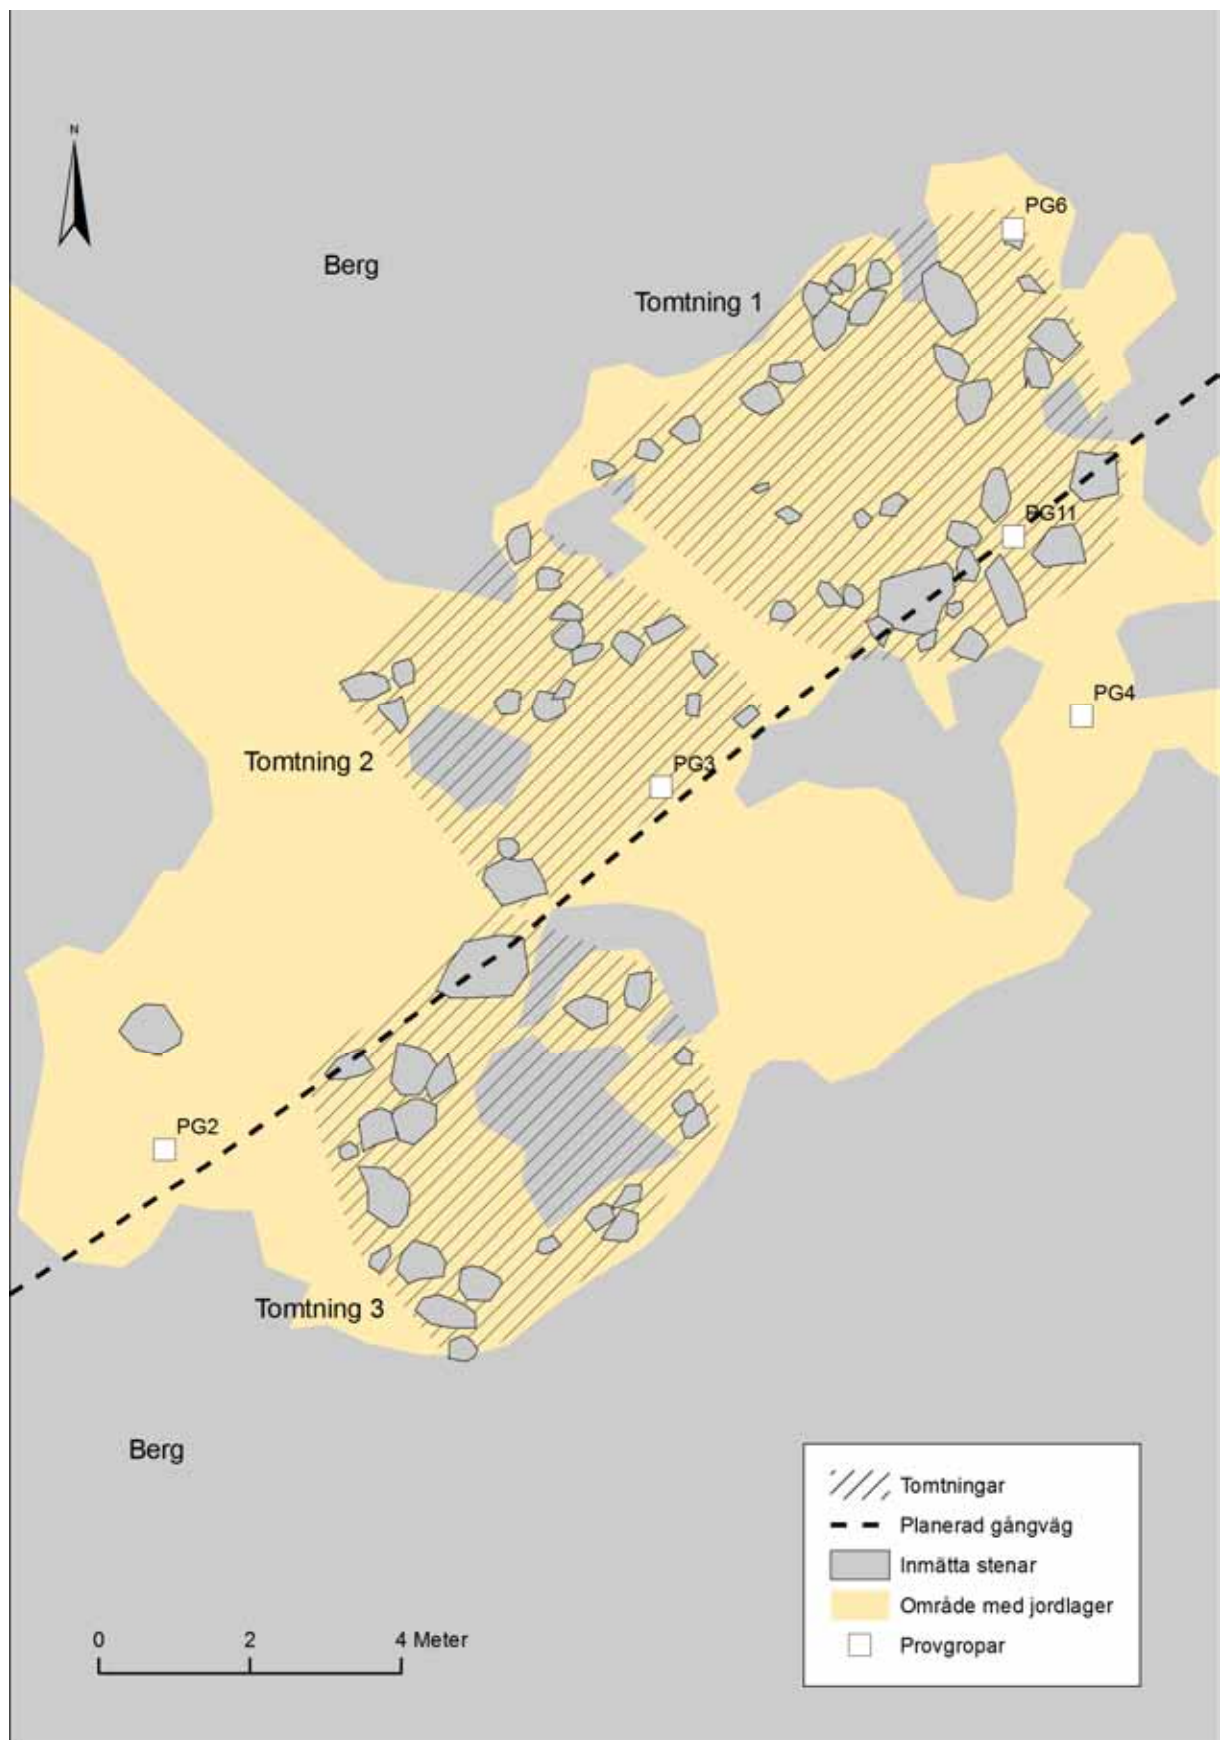 N
PG6
Berg
Tomtning 1
PG11
PG4
Tomtning 2
PG3
PG2
Tomtning 3
Berg
Tomtningar
Planerad gångväg
Inmätta stenar
Område med jordlager
Provgropar
0 2 4 Meter